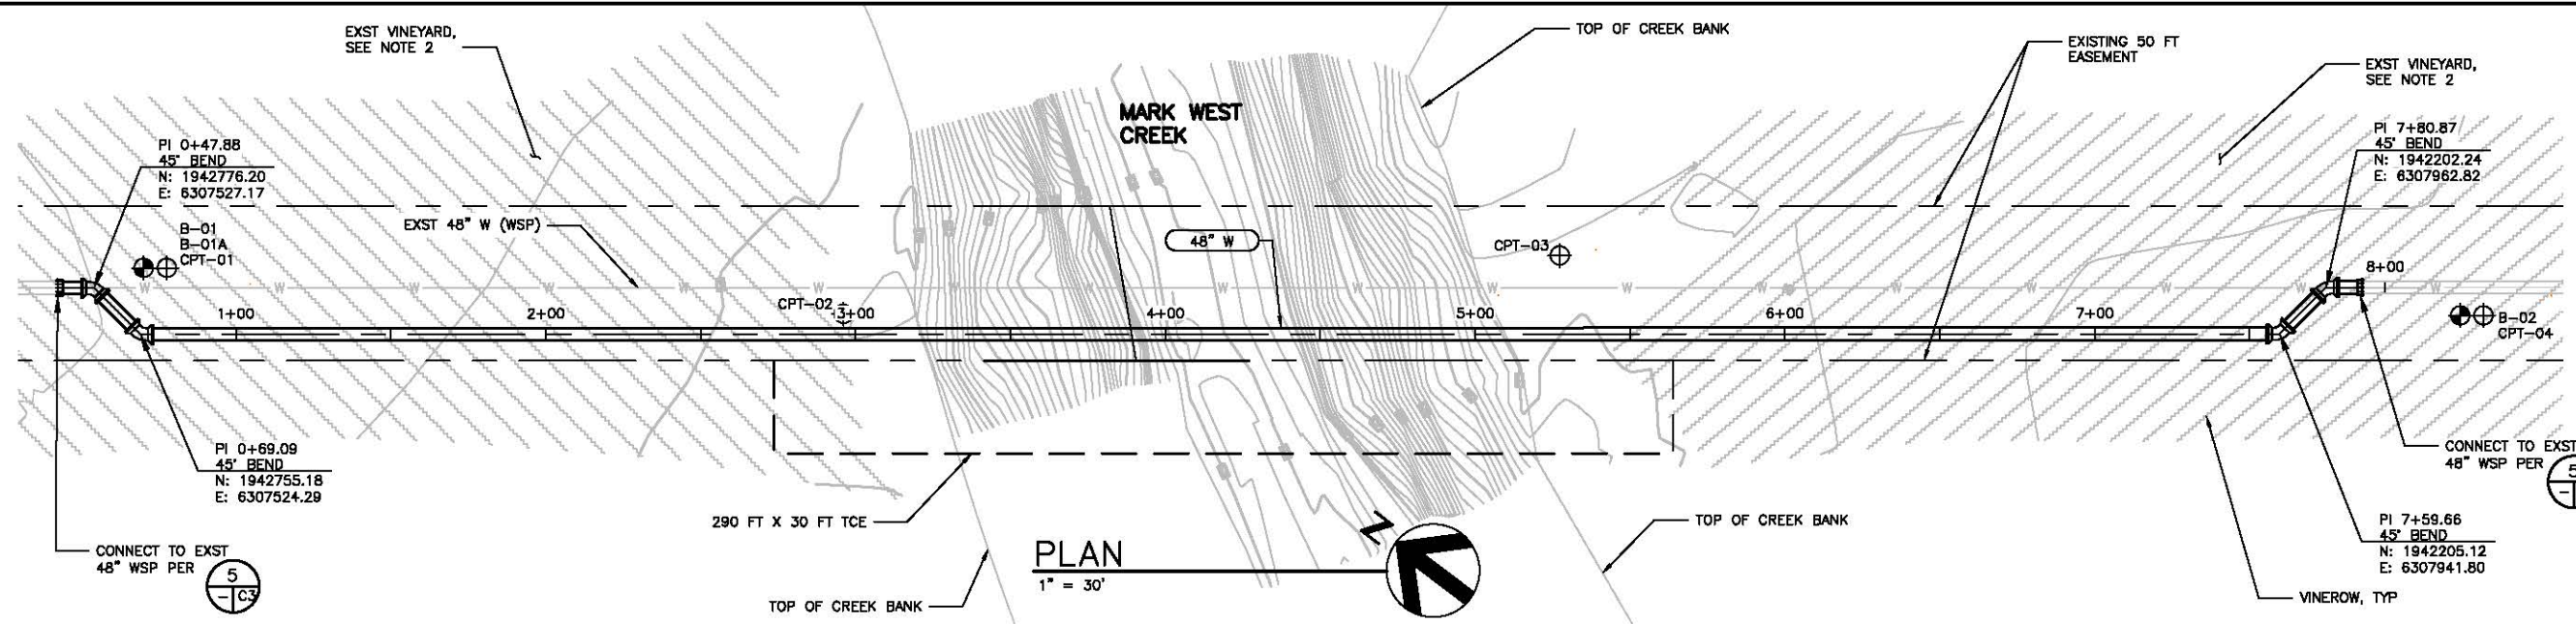 EXST VINEYARD,
SEE NOTE 2
TOP OF CREEK BANK
EXISTING 50 FT
EASEMENT
EXST VINEYARD,
SEE NOTE 2
MARK WEST
CREEK
PI 0+47.88
45° BEND
N: 1942776.20
E: 6307527.17
PI 7+80.87
45° BEND
N: 1942202.24
E: 6307962.82
B-01
B-01A
CPT-01
EXST 48" W (WSP)
48" W
CPT-03
W W W W W W W W W W W W W W W W W W
8+00
CPT-02
1+00
2+00
3+00
4+00
5+00
6+00
7+00
B-02
CPT-04
PI 0+69.09
45° BEND
N: 1942755.18
E: 6307524.29
CONNECT TO EXST
48" WSP PER
5
-
290 FT X 30 FT TCE
TOP OF CREEK BANK
PI 7+59.66
45° BEND
N: 1942205.12
E: 6307941.80
CONNECT TO EXST
48" WSP PER
5
- C3
PLAN
1" = 30'
Z
TOP OF CREEK BANK
VINEROW, TYP